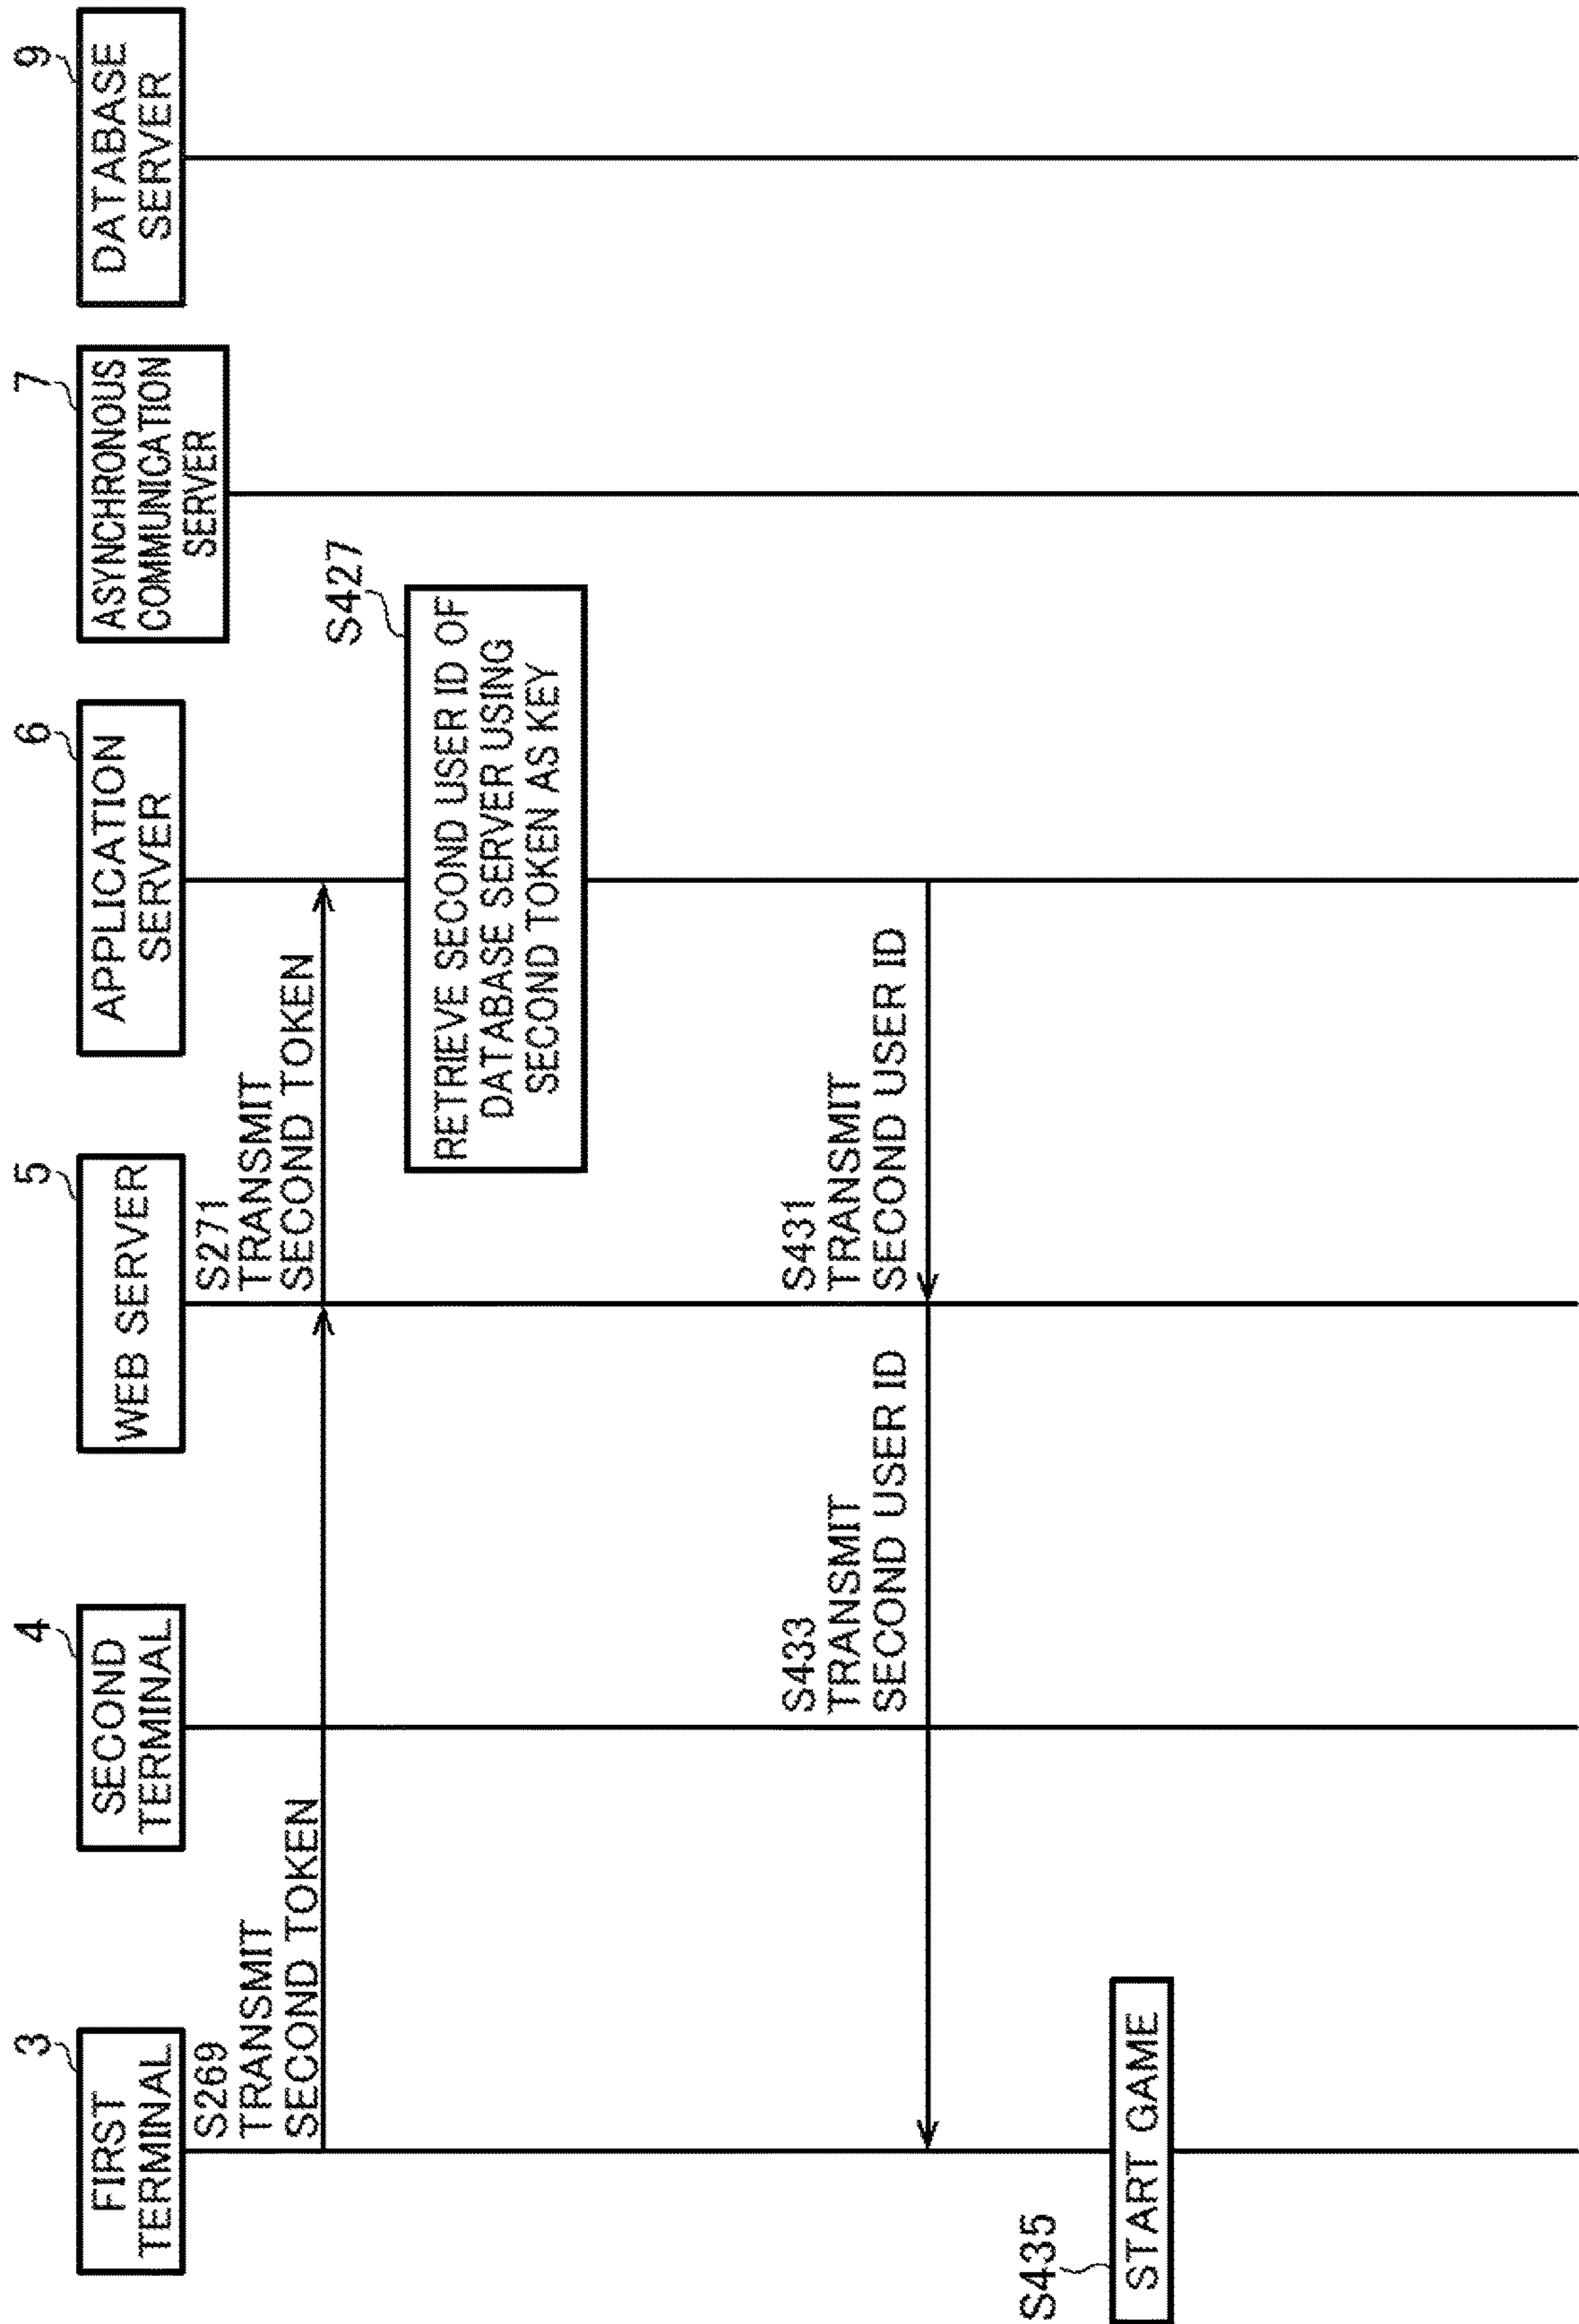 3
FIRST
TERMINAL
4
SECOND
TERMINAL
5
WEB SERVER
6
APPLICATION
SERVER
7
ASYNCHRONOUS
COMMUNICATION
SERVER
9
DATABASE
SERVER
S269
TRANSMIT
SECOND TOKEN
S271
TRANSMIT
SECOND TOKEN
S427
RETRIEVE SECOND USER ID OF
DATABASE SERVER USING
SECOND TOKEN AS KEY
S431
TRANSMIT
SECOND USER ID
S433
TRANSMIT
SECOND USER ID
S435
START GAME